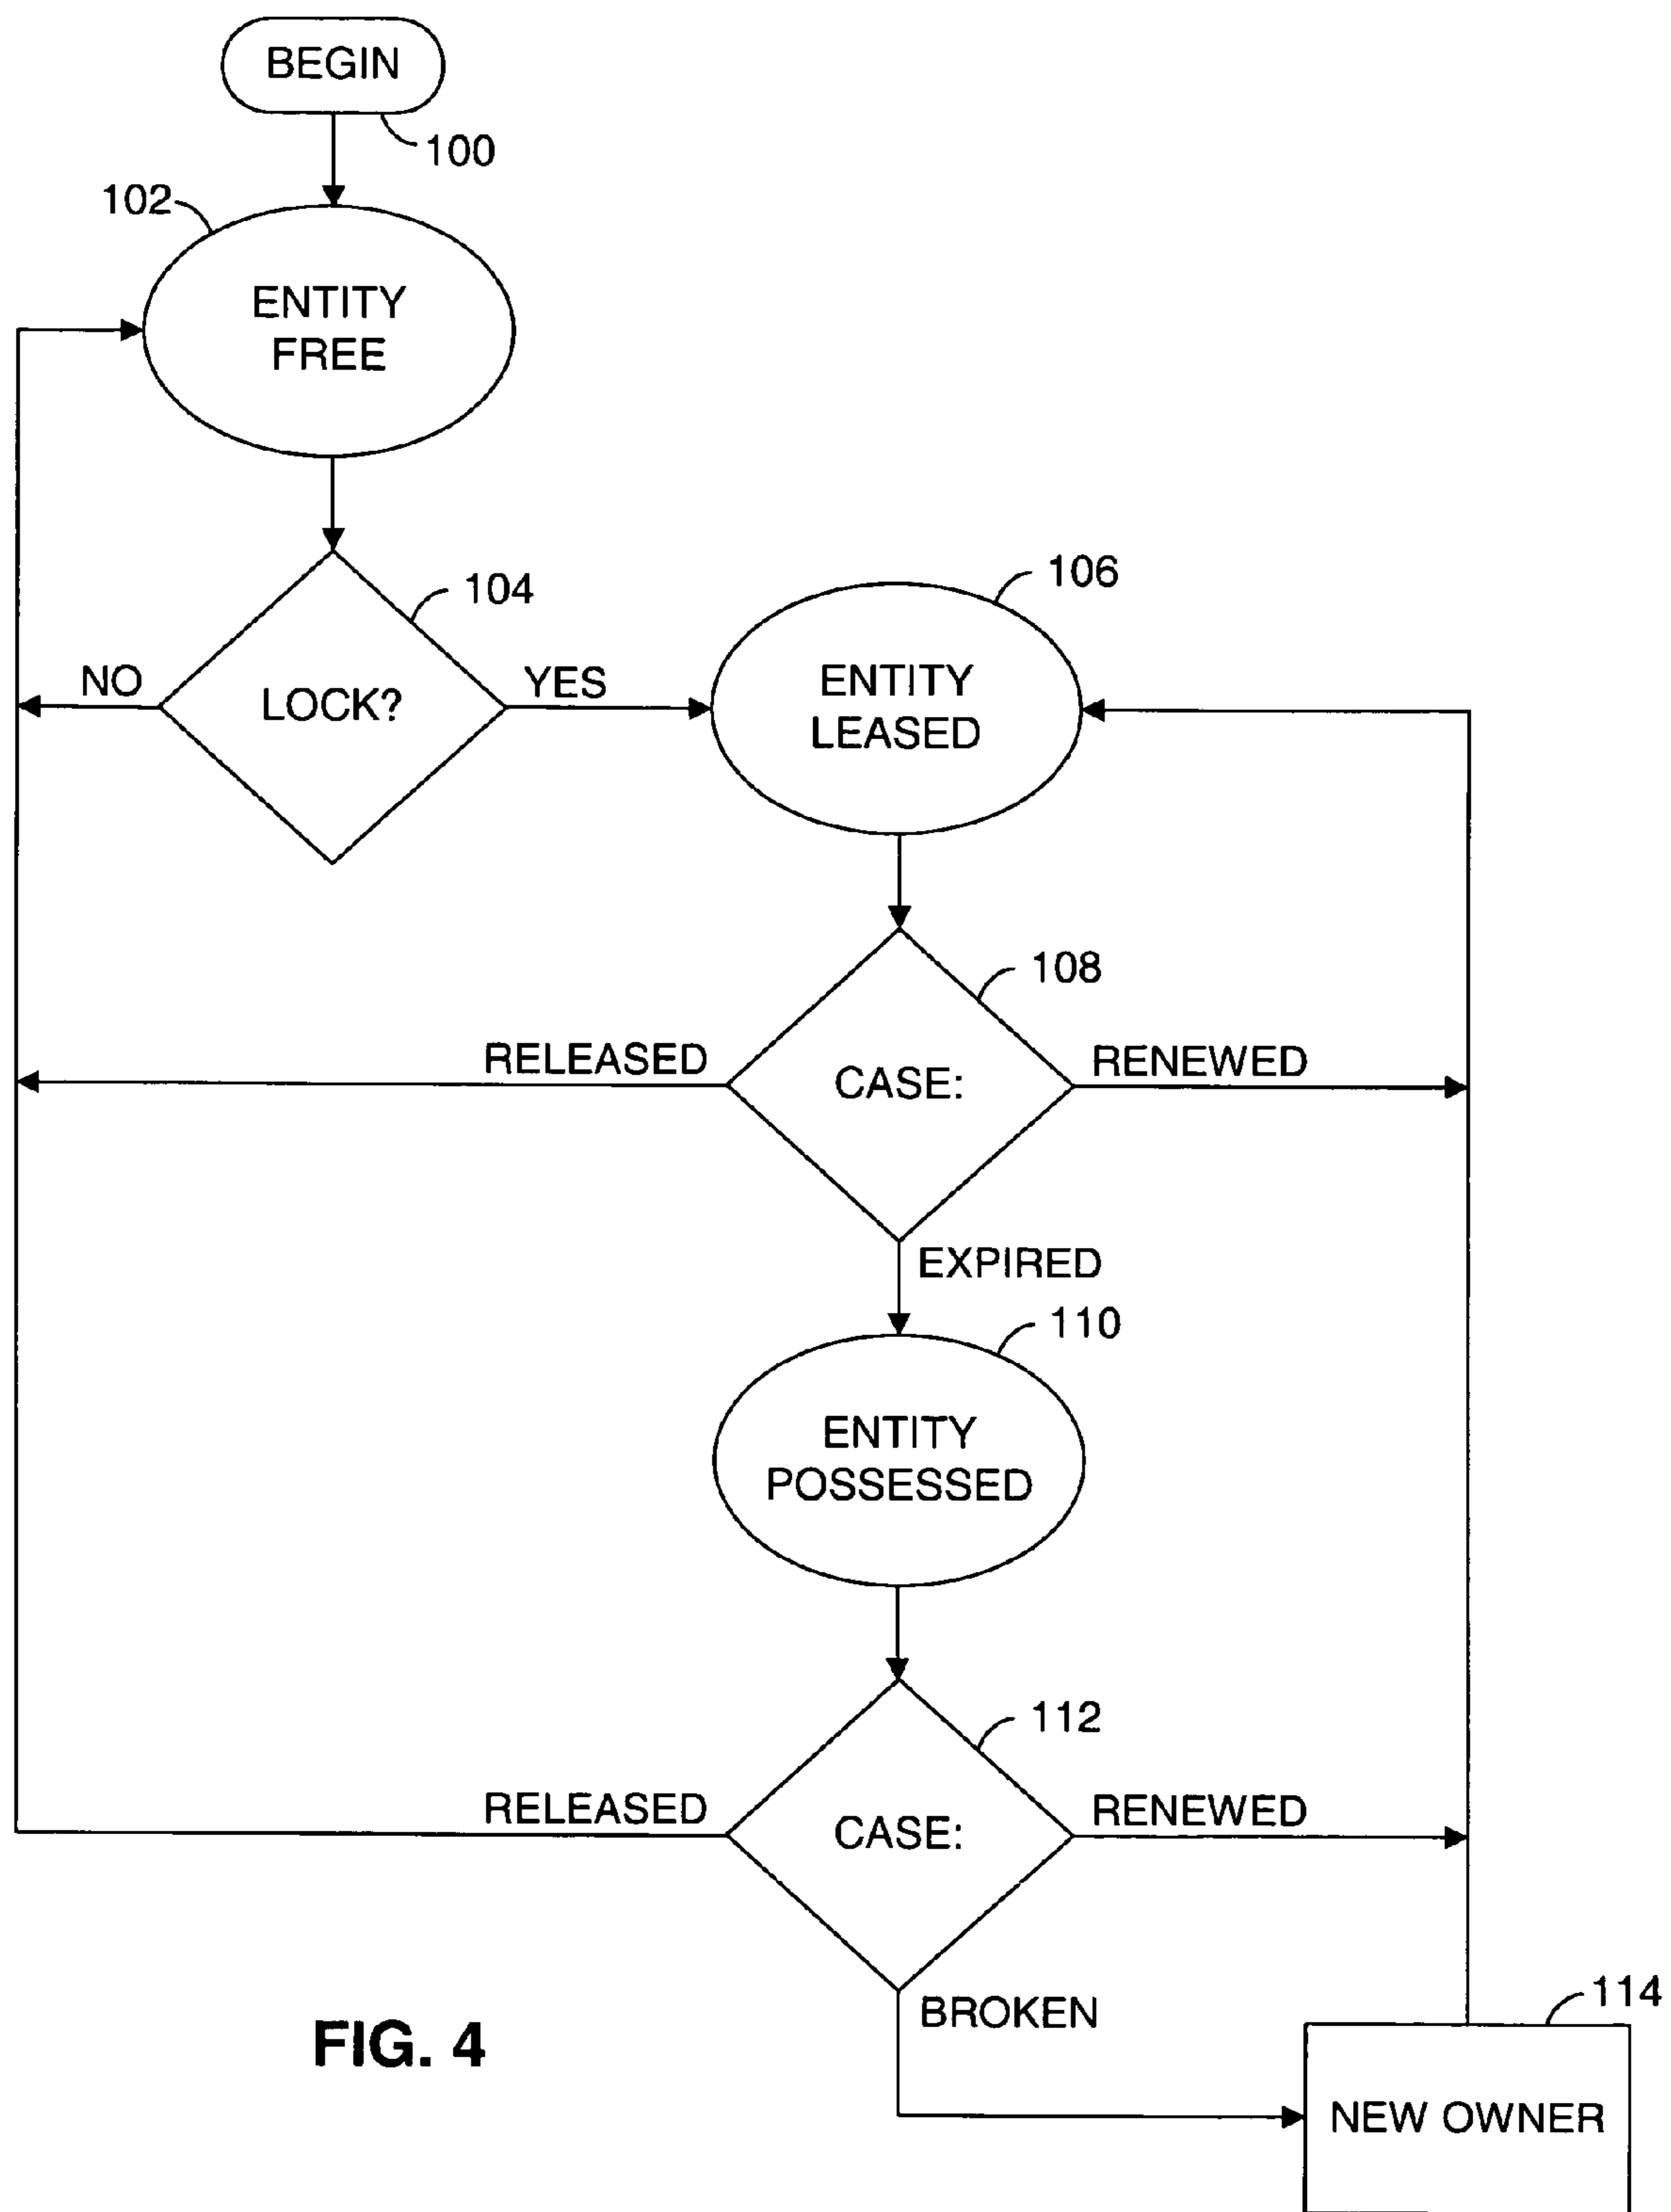 BEGIN
100
102
ENTITY
FREE
104
106
NO
LOCK?
YES
ENTITY
LEASED
108
RELEASED
CASE:
RENEWED
EXPIRED
110
ENTITY
POSSESSED
112
RELEASED
CASE:
RENEWED
BROKEN
114
FIG. 4
NEW OWNER